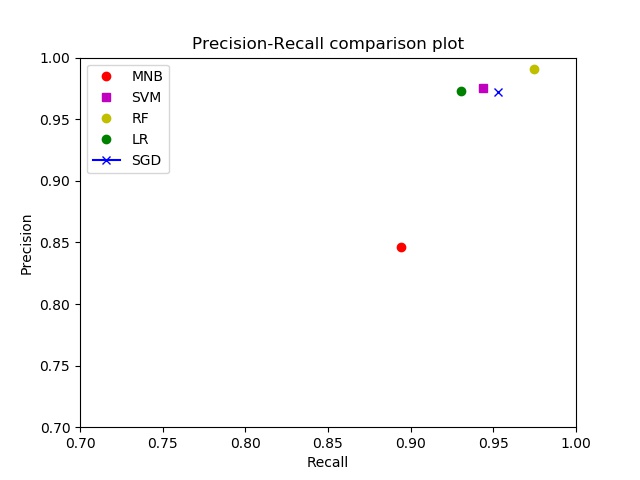 Precision-Recall comparison plot
1.00
0.95
0.90
0.85
0.80
0.75
0.70
Precision
MNB
SVM
RF
LR
SGD
0.70 0.75 0.80 0.85 0.90 0.95 1.00
Recall